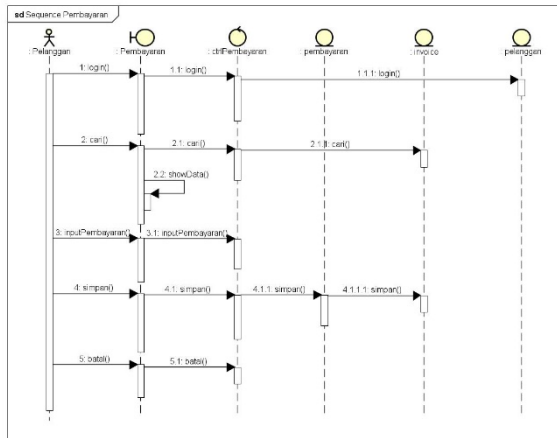 sd Sequence Pembayaran
: Pelanggan
: Pembayaran
: ctrlPembayaran
: pembayaran
: invoice
: pelanggan
1: login()
1.1: login()
1.1.1: login()
2: cari()
2.1: cari()
2.1.1: cari()
2.2: showData()
3: inputPembayaran()
3.1: inputPembayaran()
4: simpan()
4.1: simpan()
4.1.1: simpan()
4.1.1.1: simpan()
5: batal()
5.1: batal()